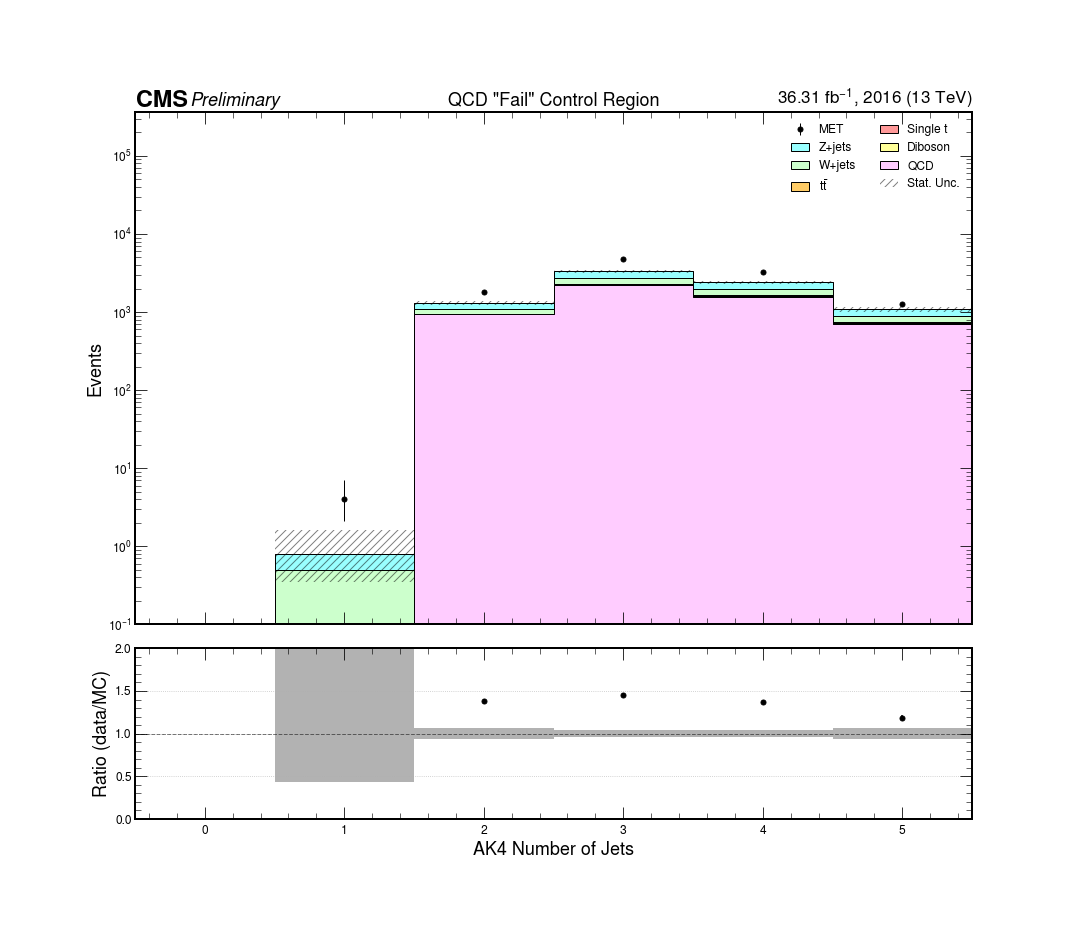 CMS Preliminary QCD "Fail" Control Region 36.31 fb⁻¹, 2016 (13 TeV)
MET Single t
Z+jets Diboson
W+jets QCD
tt̄ Stat. Unc.
10⁵
10⁴
10³
10²
10¹
10⁰
10⁻¹
Events
2.0
1.5
1.0
0.5
0.0
Ratio (data/MC)
0 1 2 3 4 5
AK4 Number of Jets